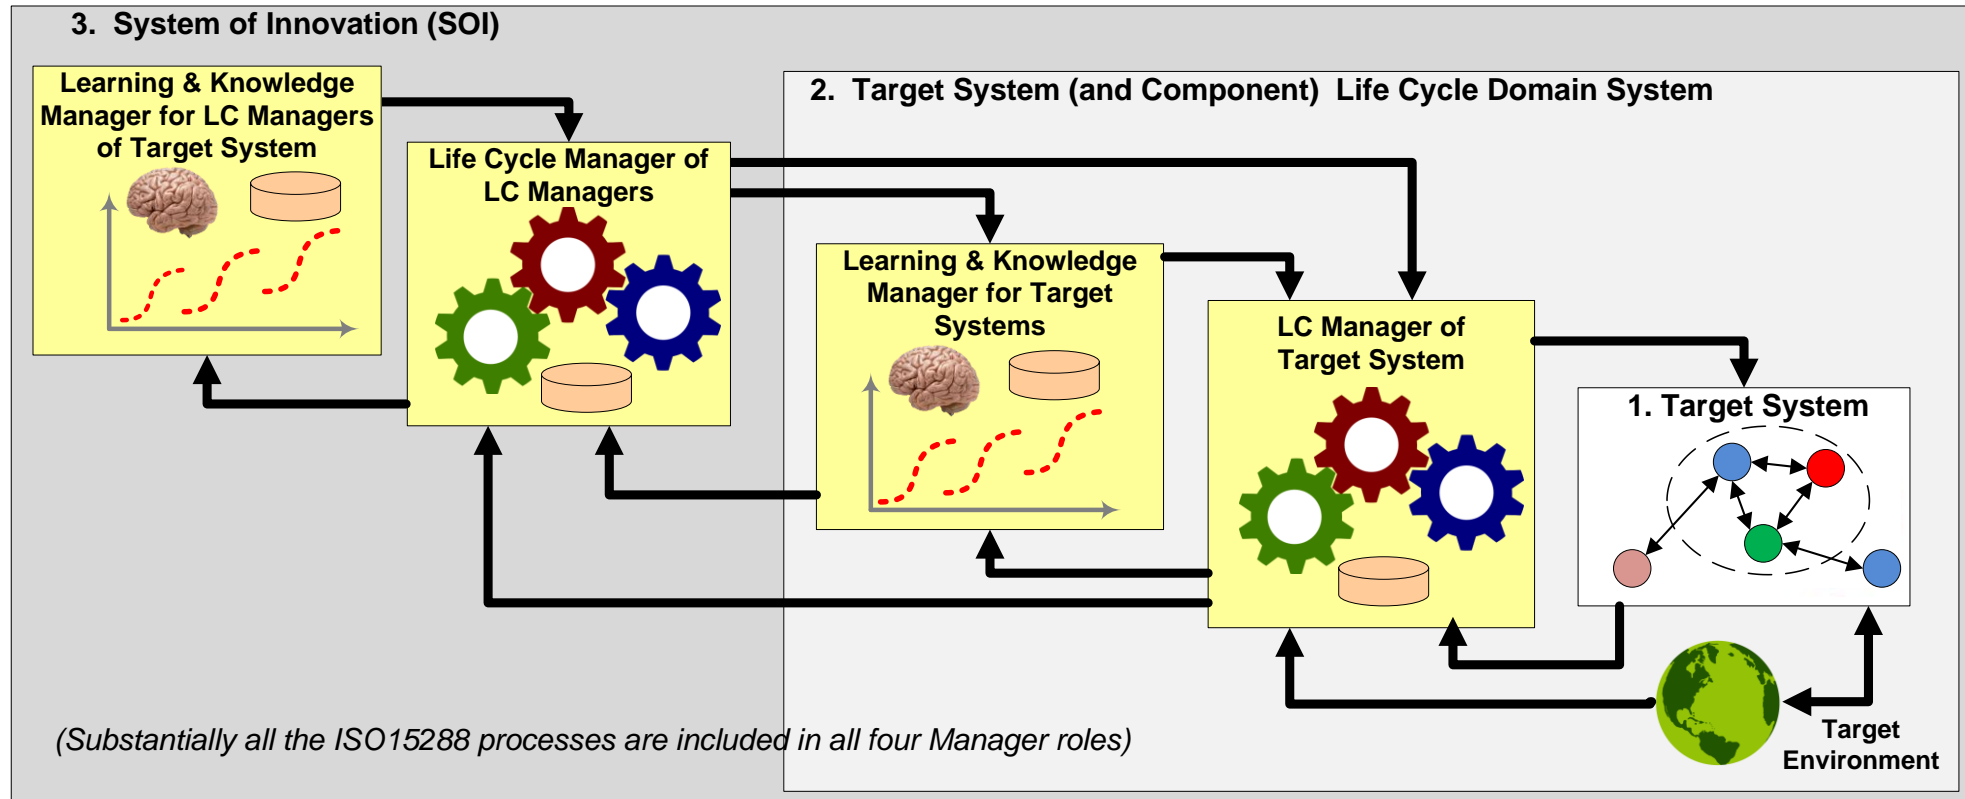 3. System of Innovation (SOI)
Learning & Knowledge
Manager for LC Managers
of Target System
2. Target System (and Component) Life Cycle Domain System
Life Cycle Manager of
LC Managers
Learning & Knowledge
Manager for Target
Systems
LC Manager of
Target System
1. Target System
Target
Environment
(Substantially all the ISO15288 processes are included in all four Manager roles)